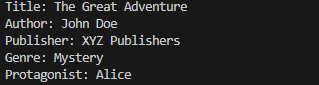 Title: The Great Adventure
Author: John Doe
Publisher: XYZ Publishers
Genre: Mystery
Protagonist: Alice